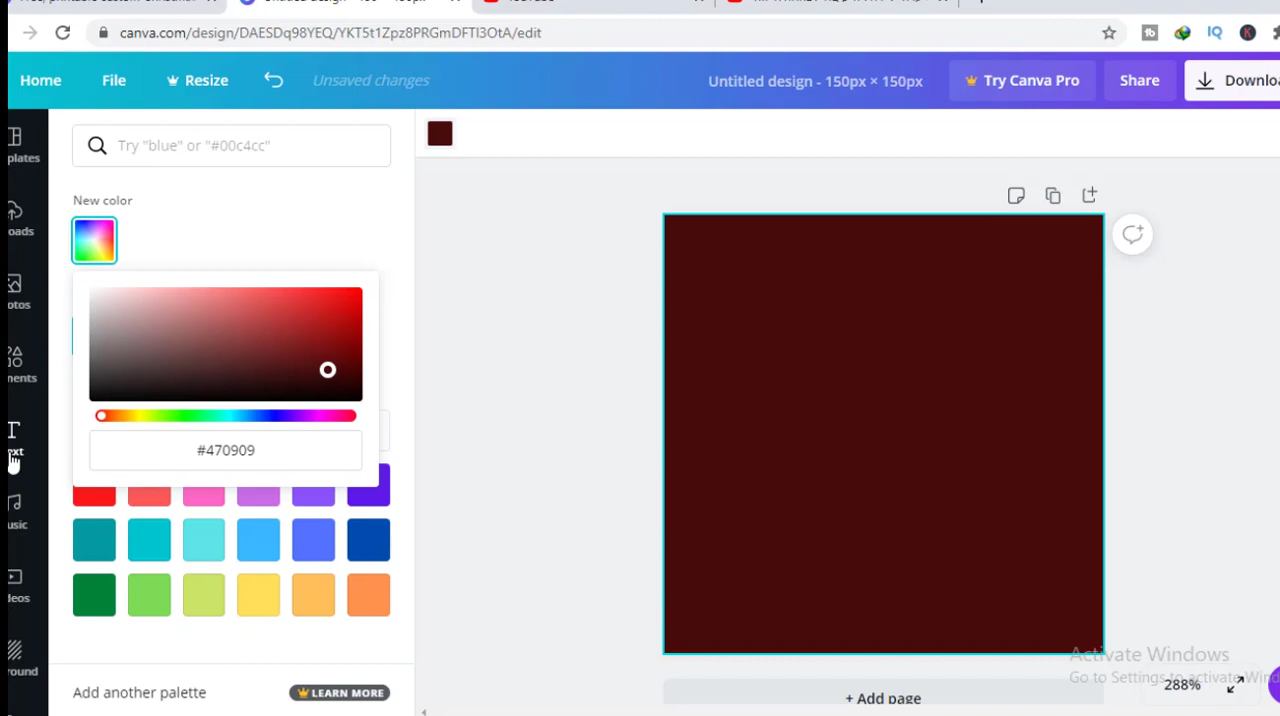 canva.com/design/DAESDq98YEQ/YKT5t1Zpz8PRGmDFTI3OtA/edit
Home File Resize Unsaved changes Untitled design - 150px × 150px Try Canva Pro Share Downloa
Try "blue" or "#00c4cc"
plates
New color
oads
otos
ments
#470909
ext
usic
deos
Activate Windows
round
Go to Settings to activate Wind
Add another palette LEARN MORE
+ Add page
288%